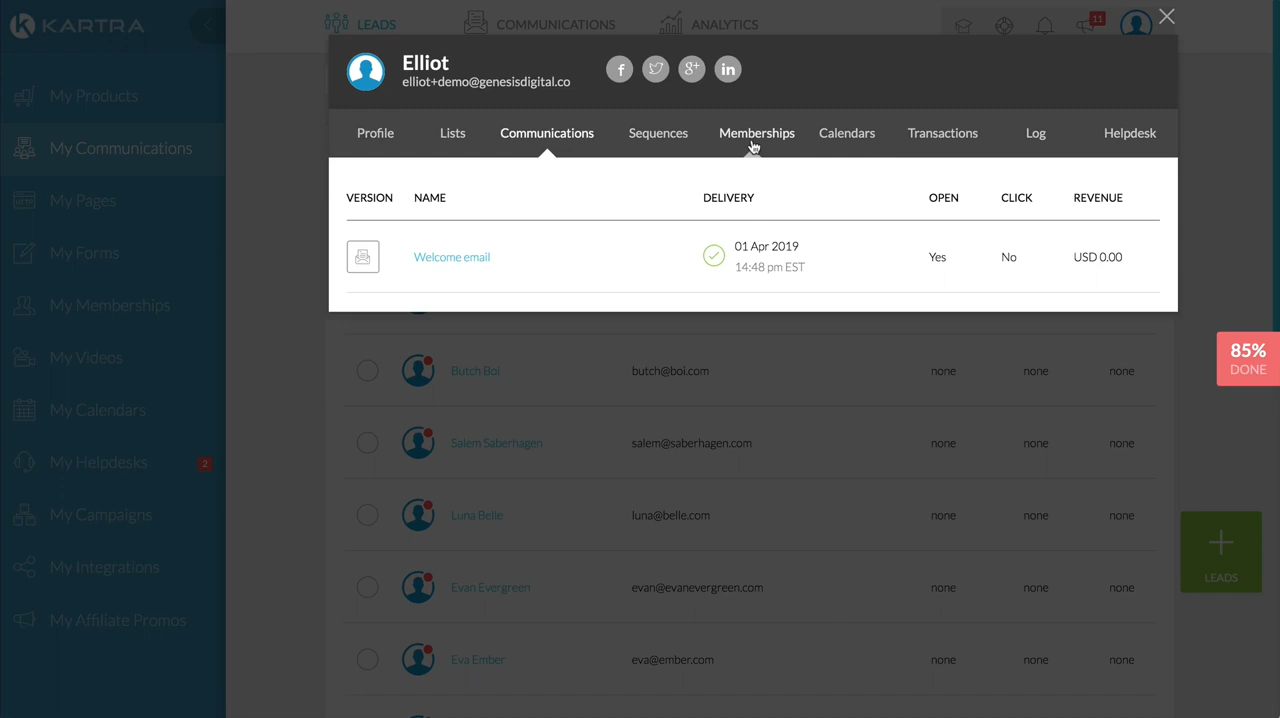 KARTRA
LEADS
COMMUNICATIONS
ANALYTICS
11
My Products
My Communications
My Pages
My Forms
My Memberships
My Videos
My Calendars
My Helpdesks
2
My Campaigns
My Integrations
My Affiliate Promos
Elliot
elliot+demo@genesisdigital.co
f
g+
in
Profile
Lists
Communications
Sequences
Memberships
Calendars
Transactions
Log
Helpdesk
VERSION NAME DELIVERY OPEN CLICK REVENUE
Welcome email 01 Apr 2019 Yes No USD 0.00
14:48 pm EST
Butch Boi butch@boi.com none none none
Salem Saberhagen salem@saberhagen.com none none none
Luna Belle luna@belle.com none none none
Evan Evergreen evan@evanevergreen.com none none none
Eva Ember eva@ember.com none none none
85%
DONE
+
LEADS